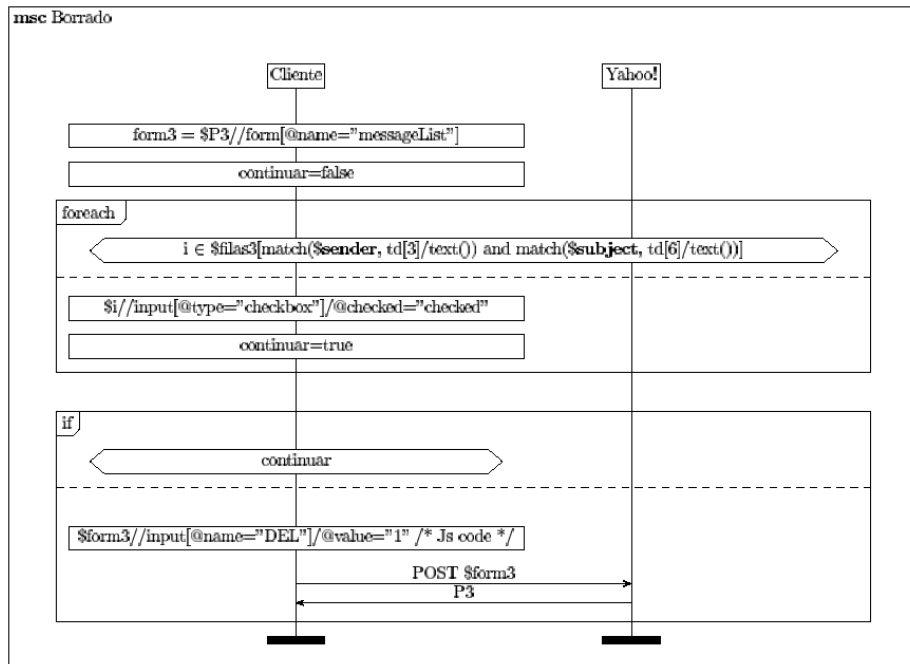 msc Borrado
Cliente
Yahoo!
form3 = $P3//form[@name=”messageList”]
continuar=false
foreach
i ∈ $filas3[match($sender, td[3]/text()) and match($subject, td[6]/text())]
$i//input[@type=”checkbox”]/@checked=”checked”
continuar=true
if
continuar
$form3//input[@name=”DEL”]/@value=”1” /* Js code */
POST $form3
P3